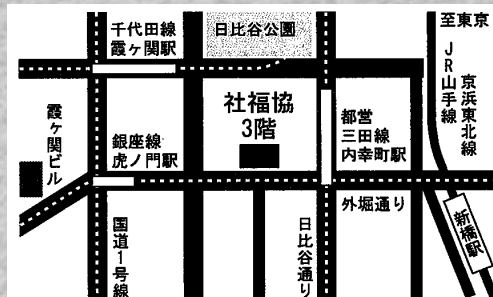 千代田線
霞ヶ関駅
日比谷公園
至東京
JR山手線
京浜東北線
霞ヶ関ビル
銀座線
虎ノ門駅
社福協
3階
都営
三田線
内幸町駅
外堀通り
新橋駅
国道1号線
日比谷通り